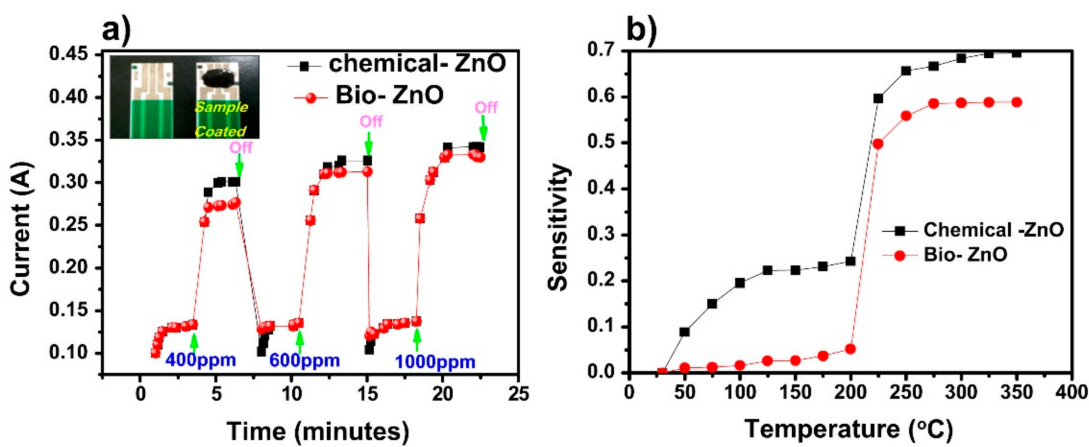 a)
0.45
0.40
0.35
0.30
0.25
0.20
0.15
0.10
Current (A)
Sample
Coated
chemical- ZnO
Bio- ZnO
Off
Off
Off
400ppm
600ppm
1000ppm
0
5
10
15
20
25
Time (minutes)
b)
0.7
0.6
0.5
0.4
0.3
0.2
0.1
0.0
Sensitivity
Chemical -ZnO
Bio- ZnO
0
50
100
150
200
250
300
350
400
Temperature (ºC)